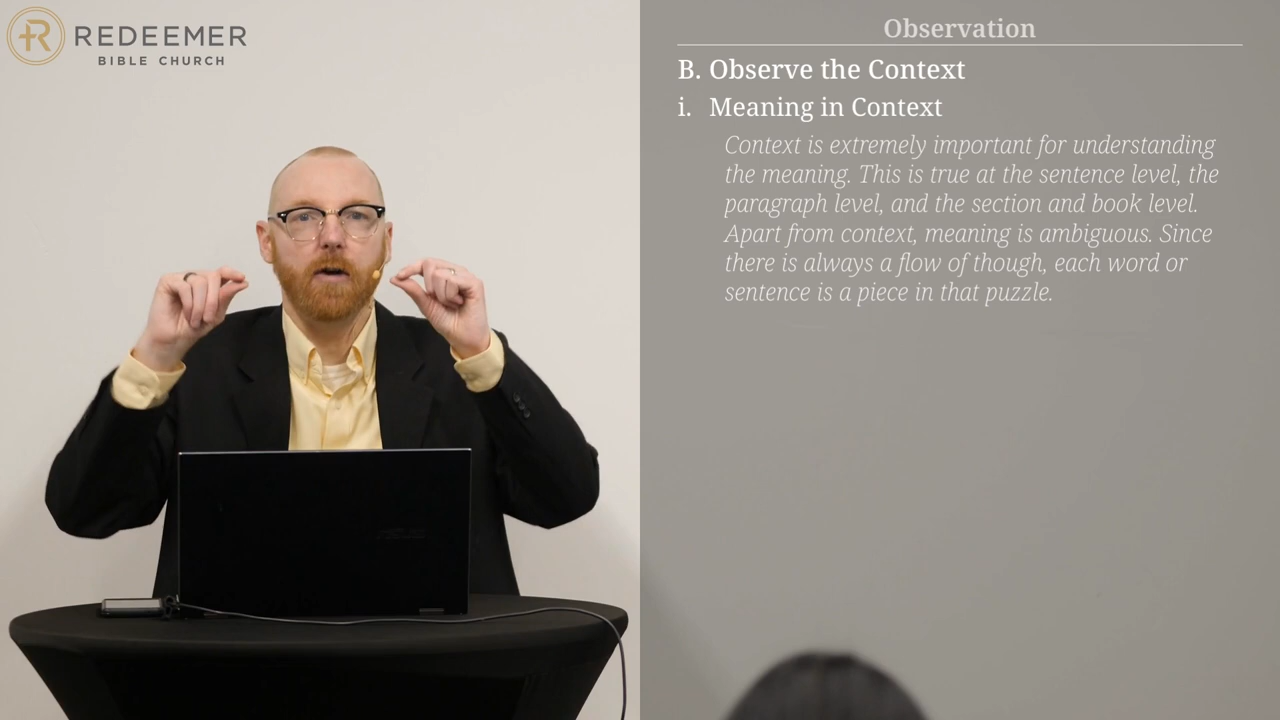 REDEEMER
BIBLE CHURCH
Observation
B. Observe the Context
i. Meaning in Context
Context is extremely important for understanding
the meaning. This is true at the sentence level, the
paragraph level, and the section and book level.
Apart from context, meaning is ambiguous. Since
there is always a flow of though, each word or
sentence is a piece in that puzzle.